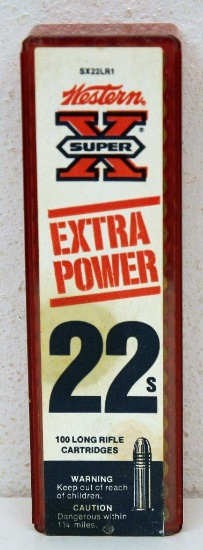 SX22LR1
Western
X
SUPER
®
EXTRA
POWER
22s
100 LONG RIFLE
CARTRIDGES
WARNING
Keep out of reach
of children.
CAUTION
Dangerous within
1¼ miles.